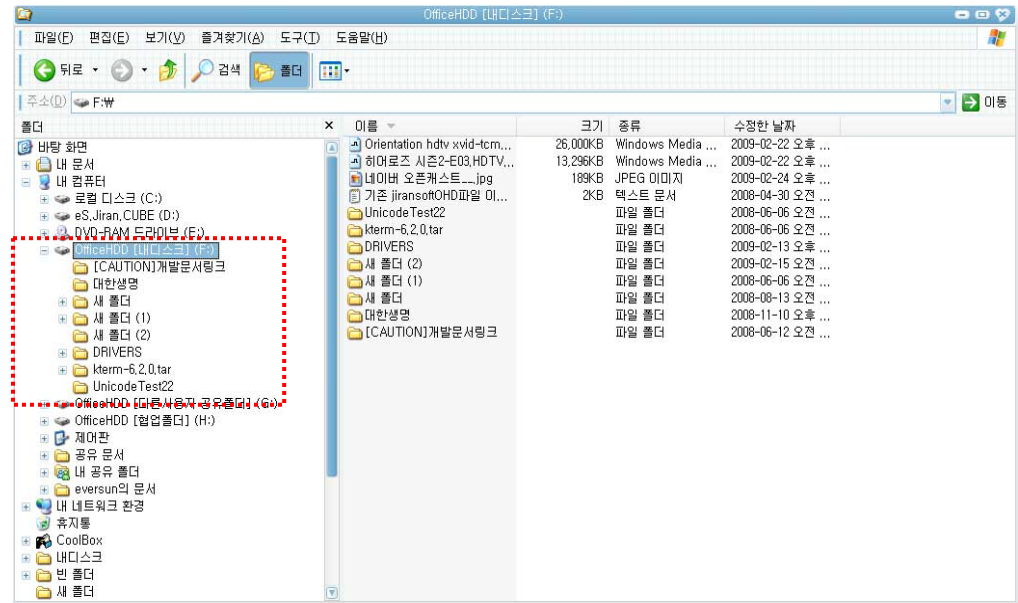 OfficeHDD [내디스크] (F:)
파일(F) 편집(E) 보기(V) 즐겨찾기(A) 도구(T) 도움말(H)
뒤로 검색 폴더
주소(D) F:₩ 이동
폴더 × 이름 크기 종류 수정한 날짜
바탕 화면
내 문서
내 컴퓨터
로컬 디스크 (C:)
eS,Jiran,CUBE (D:)
DVD-RAM 드라이브 (E:)
OfficeHDD [내디스크] (F:)
[CAUTION]개발문서링크
대한생명
새 폴더
새 폴더 (1)
새 폴더 (2)
DRIVERS
kterm-6,2,0,tar
UnicodeTest22
OfficeHDD [다른사용자 공유폴더] (G:)
OfficeHDD [협업폴더] (H:)
제어판
공유 문서
내 공유 폴더
eversun의 문서
내 네트워크 환경
휴지통
CoolBox
내디스크
빈 폴더
새 폴더
Orientation hdtv xvid-tcm,... 26,000KB Windows Media ... 2009-02-22 오후 ...
히어로즈 시즌2-E03,HDTV,... 13,296KB Windows Media ... 2009-02-22 오후 ...
네이버 오픈캐스트__,jpg 189KB JPEG 이미지 2009-02-24 오후 ...
기존 jiransoftOHD파일 이... 2KB 텍스트 문서 2008-04-30 오전 ...
UnicodeTest22 파일 폴더 2008-06-06 오전 ...
kterm-6,2,0,tar 파일 폴더 2008-06-06 오전 ...
DRIVERS 파일 폴더 2009-02-13 오후 ...
새 폴더 (2) 파일 폴더 2009-02-15 오전 ...
새 폴더 (1) 파일 폴더 2008-06-06 오전 ...
새 폴더 파일 폴더 2008-08-13 오전 ...
대한생명 파일 폴더 2008-11-10 오후 ...
[CAUTION]개발문서링크 파일 폴더 2008-06-12 오전 ...